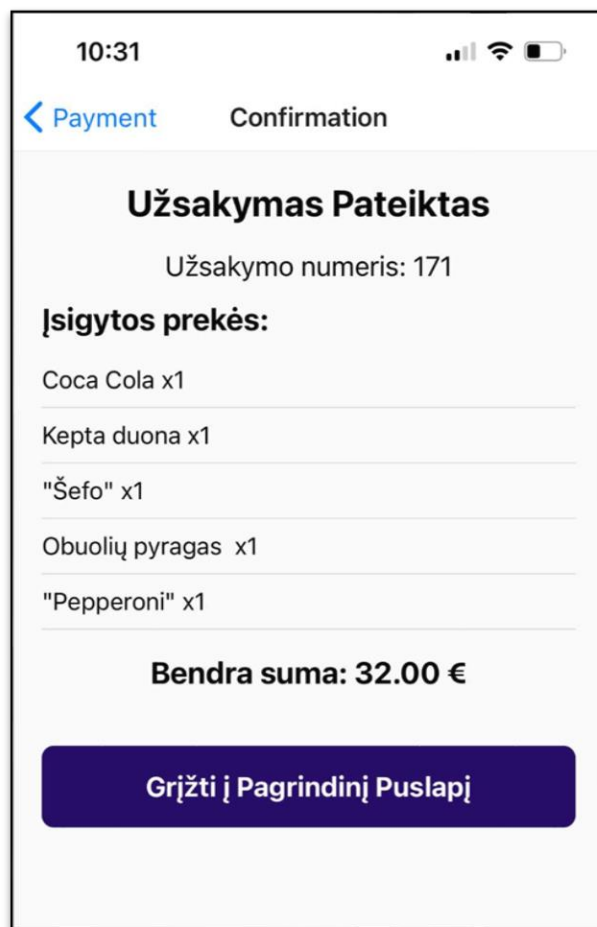 10:31
Payment Confirmation
Užsakymas Pateiktas
Užsakymo numeris: 171
Įsigytos prekės:
Coca Cola x1
Kepta duona x1
"Šefo" x1
Obuolių pyragas x1
"Pepperoni" x1
Bendra suma: 32.00 €
Grįžti į Pagrindinį Puslapį